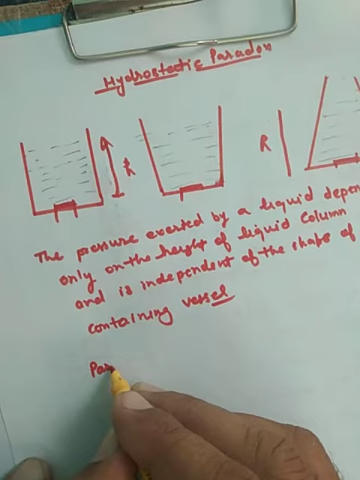 Hydrostatic Paradox
R
R
The pressure exerted by a liquid depen
only on the height of liquid column
and is independent of the shape of
containing vessel
Pas